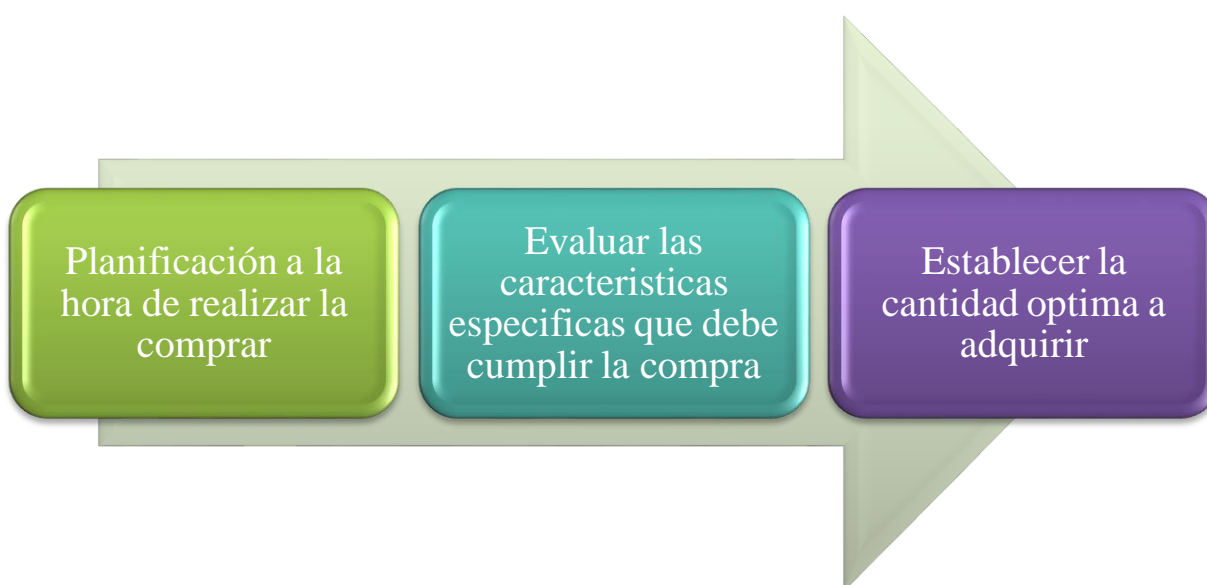 Planificación a la
hora de realizar la
comprar
Evaluar las
caracteristicas
especificas que debe
cumplir la compra
Establecer la
cantidad optima a
adquirir